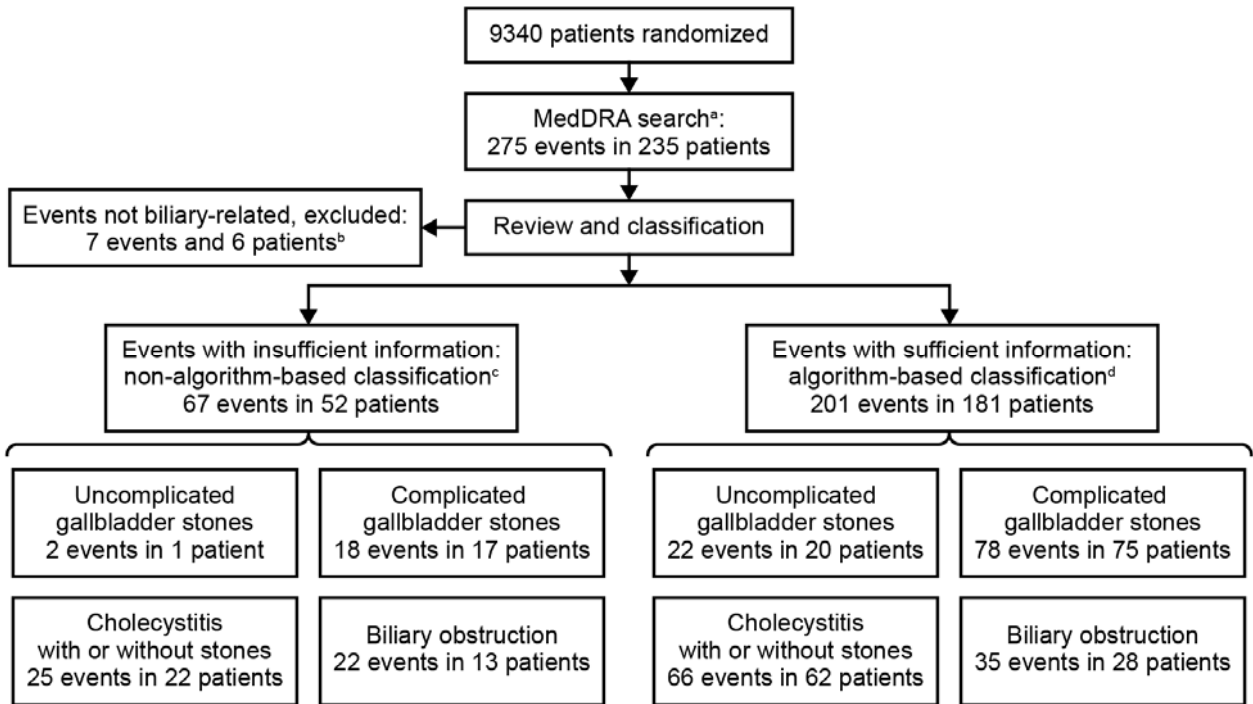 9340 patients randomized
MedDRA searchᵃ:
275 events in 235 patients
Events not biliary-related, excluded:
7 events and 6 patientsᵇ
Review and classification
Events with insufficient information:
non-algorithm-based classificationᶜ
67 events in 52 patients
Events with sufficient information:
algorithm-based classificationᵈ
201 events in 181 patients
Uncomplicated
gallbladder stones
2 events in 1 patient
Complicated
gallbladder stones
18 events in 17 patients
Uncomplicated
gallbladder stones
22 events in 20 patients
Complicated
gallbladder stones
78 events in 75 patients
Cholecystitis
with or without stones
25 events in 22 patients
Biliary obstruction
22 events in 13 patients
Cholecystitis
with or without stones
66 events in 62 patients
Biliary obstruction
35 events in 28 patients